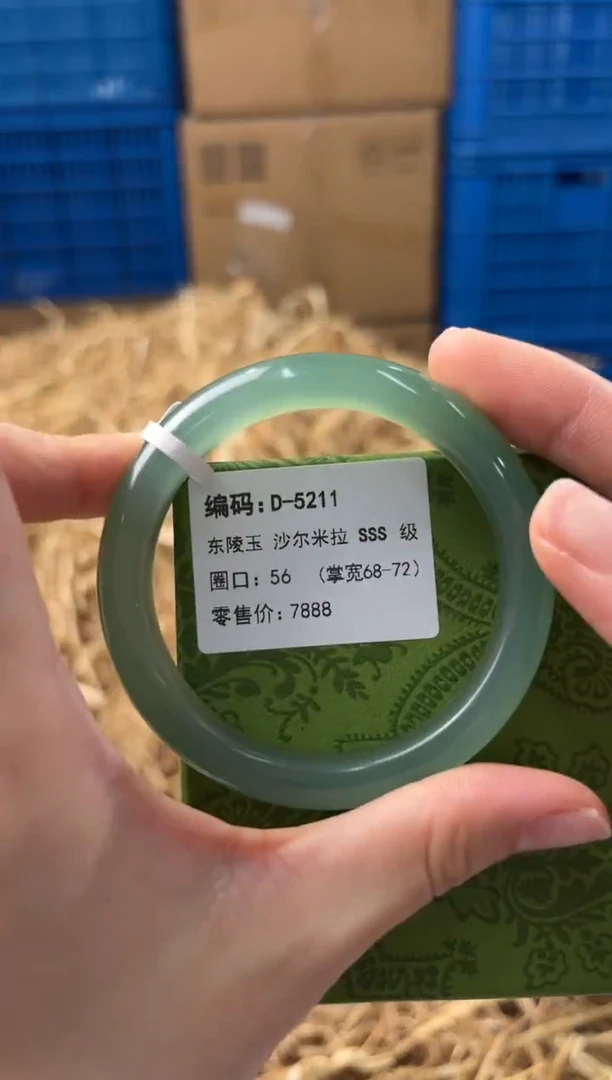 编码:D-5211
东陵玉 沙尔米拉 SSS 级
圈口: 56 （掌宽68-72）
零售价: 7888